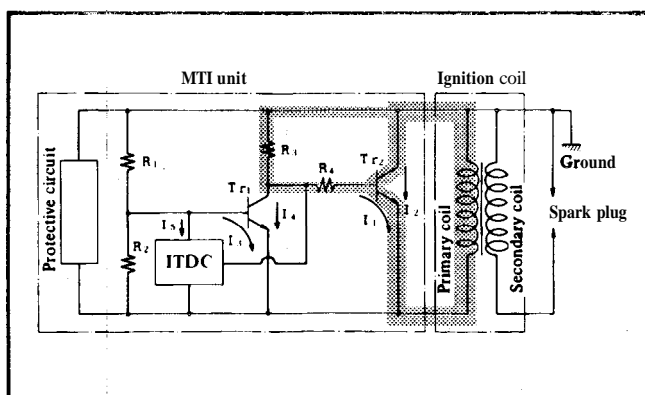 MTI unit
Ignition coil
Protective circuit
R₁
R₂
R₃
R₄
Tr₁
Tr₂
I₅
I₃
I₄
I₁
I₂
ITDC
Primary coil
Secondary coil
Ground
Spark plug